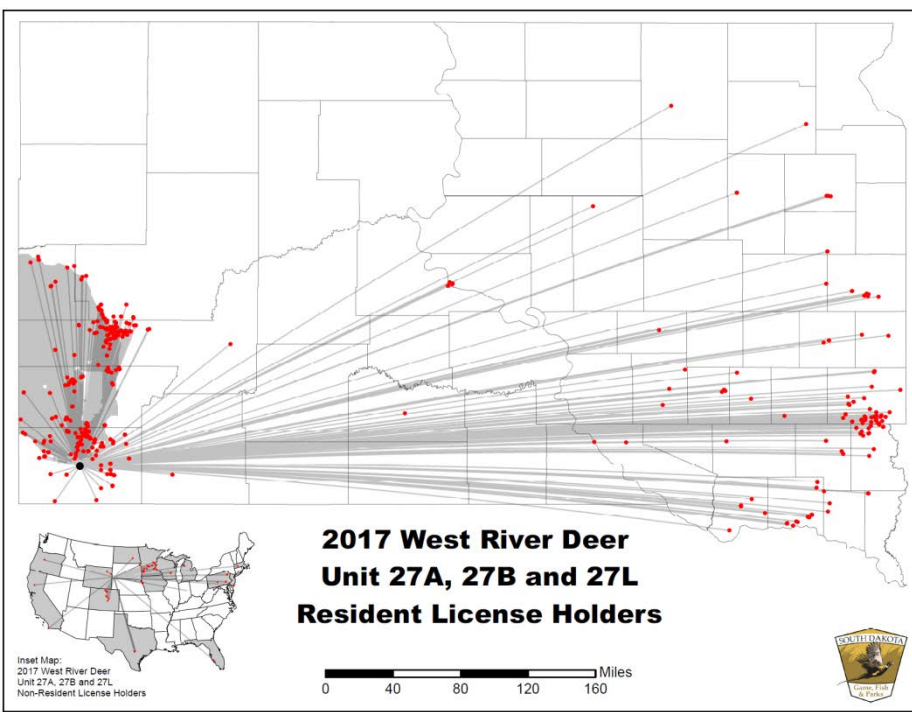 2017 West River Deer
Unit 27A, 27B and 27L
Resident License Holders
Inset Map:
2017 West River Deer
Unit 27A, 27B and 27L
Non-Resident License Holders
Miles
0 40 80 120 160
SOUTH DAKOTA
Game, Fish
& Parks